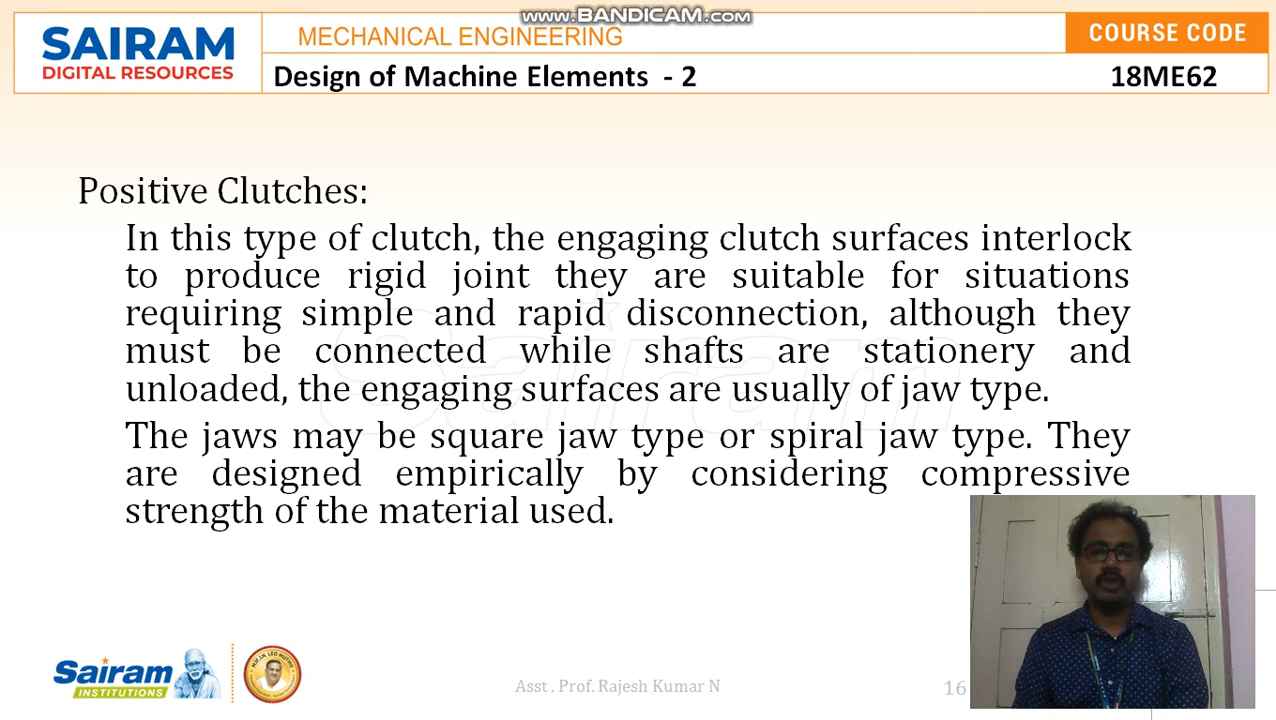 www.BANDICAM.com
SAIRAM
DIGITAL RESOURCES
MECHANICAL ENGINEERING
COURSE CODE
Design of Machine Elements - 2
18ME62
Positive Clutches:
In this type of clutch, the engaging clutch surfaces interlock
to produce rigid joint they are suitable for situations
requiring simple and rapid disconnection, although they
must be connected while shafts are stationery and
unloaded, the engaging surfaces are usually of jaw type.
The jaws may be square jaw type or spiral jaw type. They
are designed empirically by considering compressive
strength of the material used.
Sairam
Sairam
INSTITUTIONS
Asst . Prof. Rajesh Kumar N
16